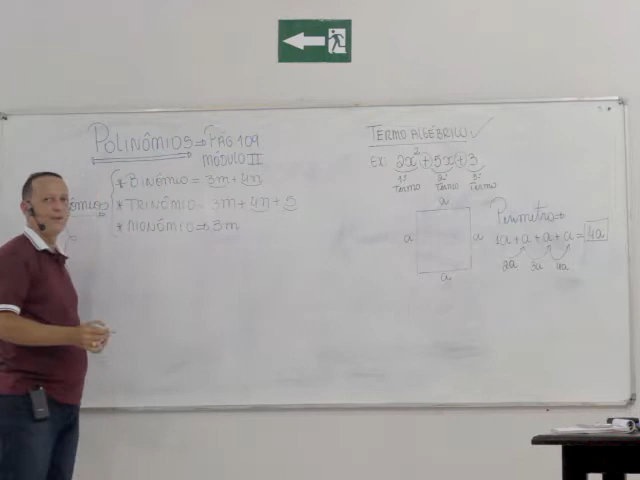 POLINÔMIOS => PÁG 109
MÓDULO II
* BINÔMIO = 3m + 4n
* TRINÔMIO = 3m + 4n + 5
* MONÔMIO => 3m
TERMO ALGÉBRICO ✓
EX: 2x² + 5x + 3
1º 2º 3º
TERMO TERMO TERMO
a
a a
a
Perímetro =>
1a + a + a + a = 4a
2a 3a 4a